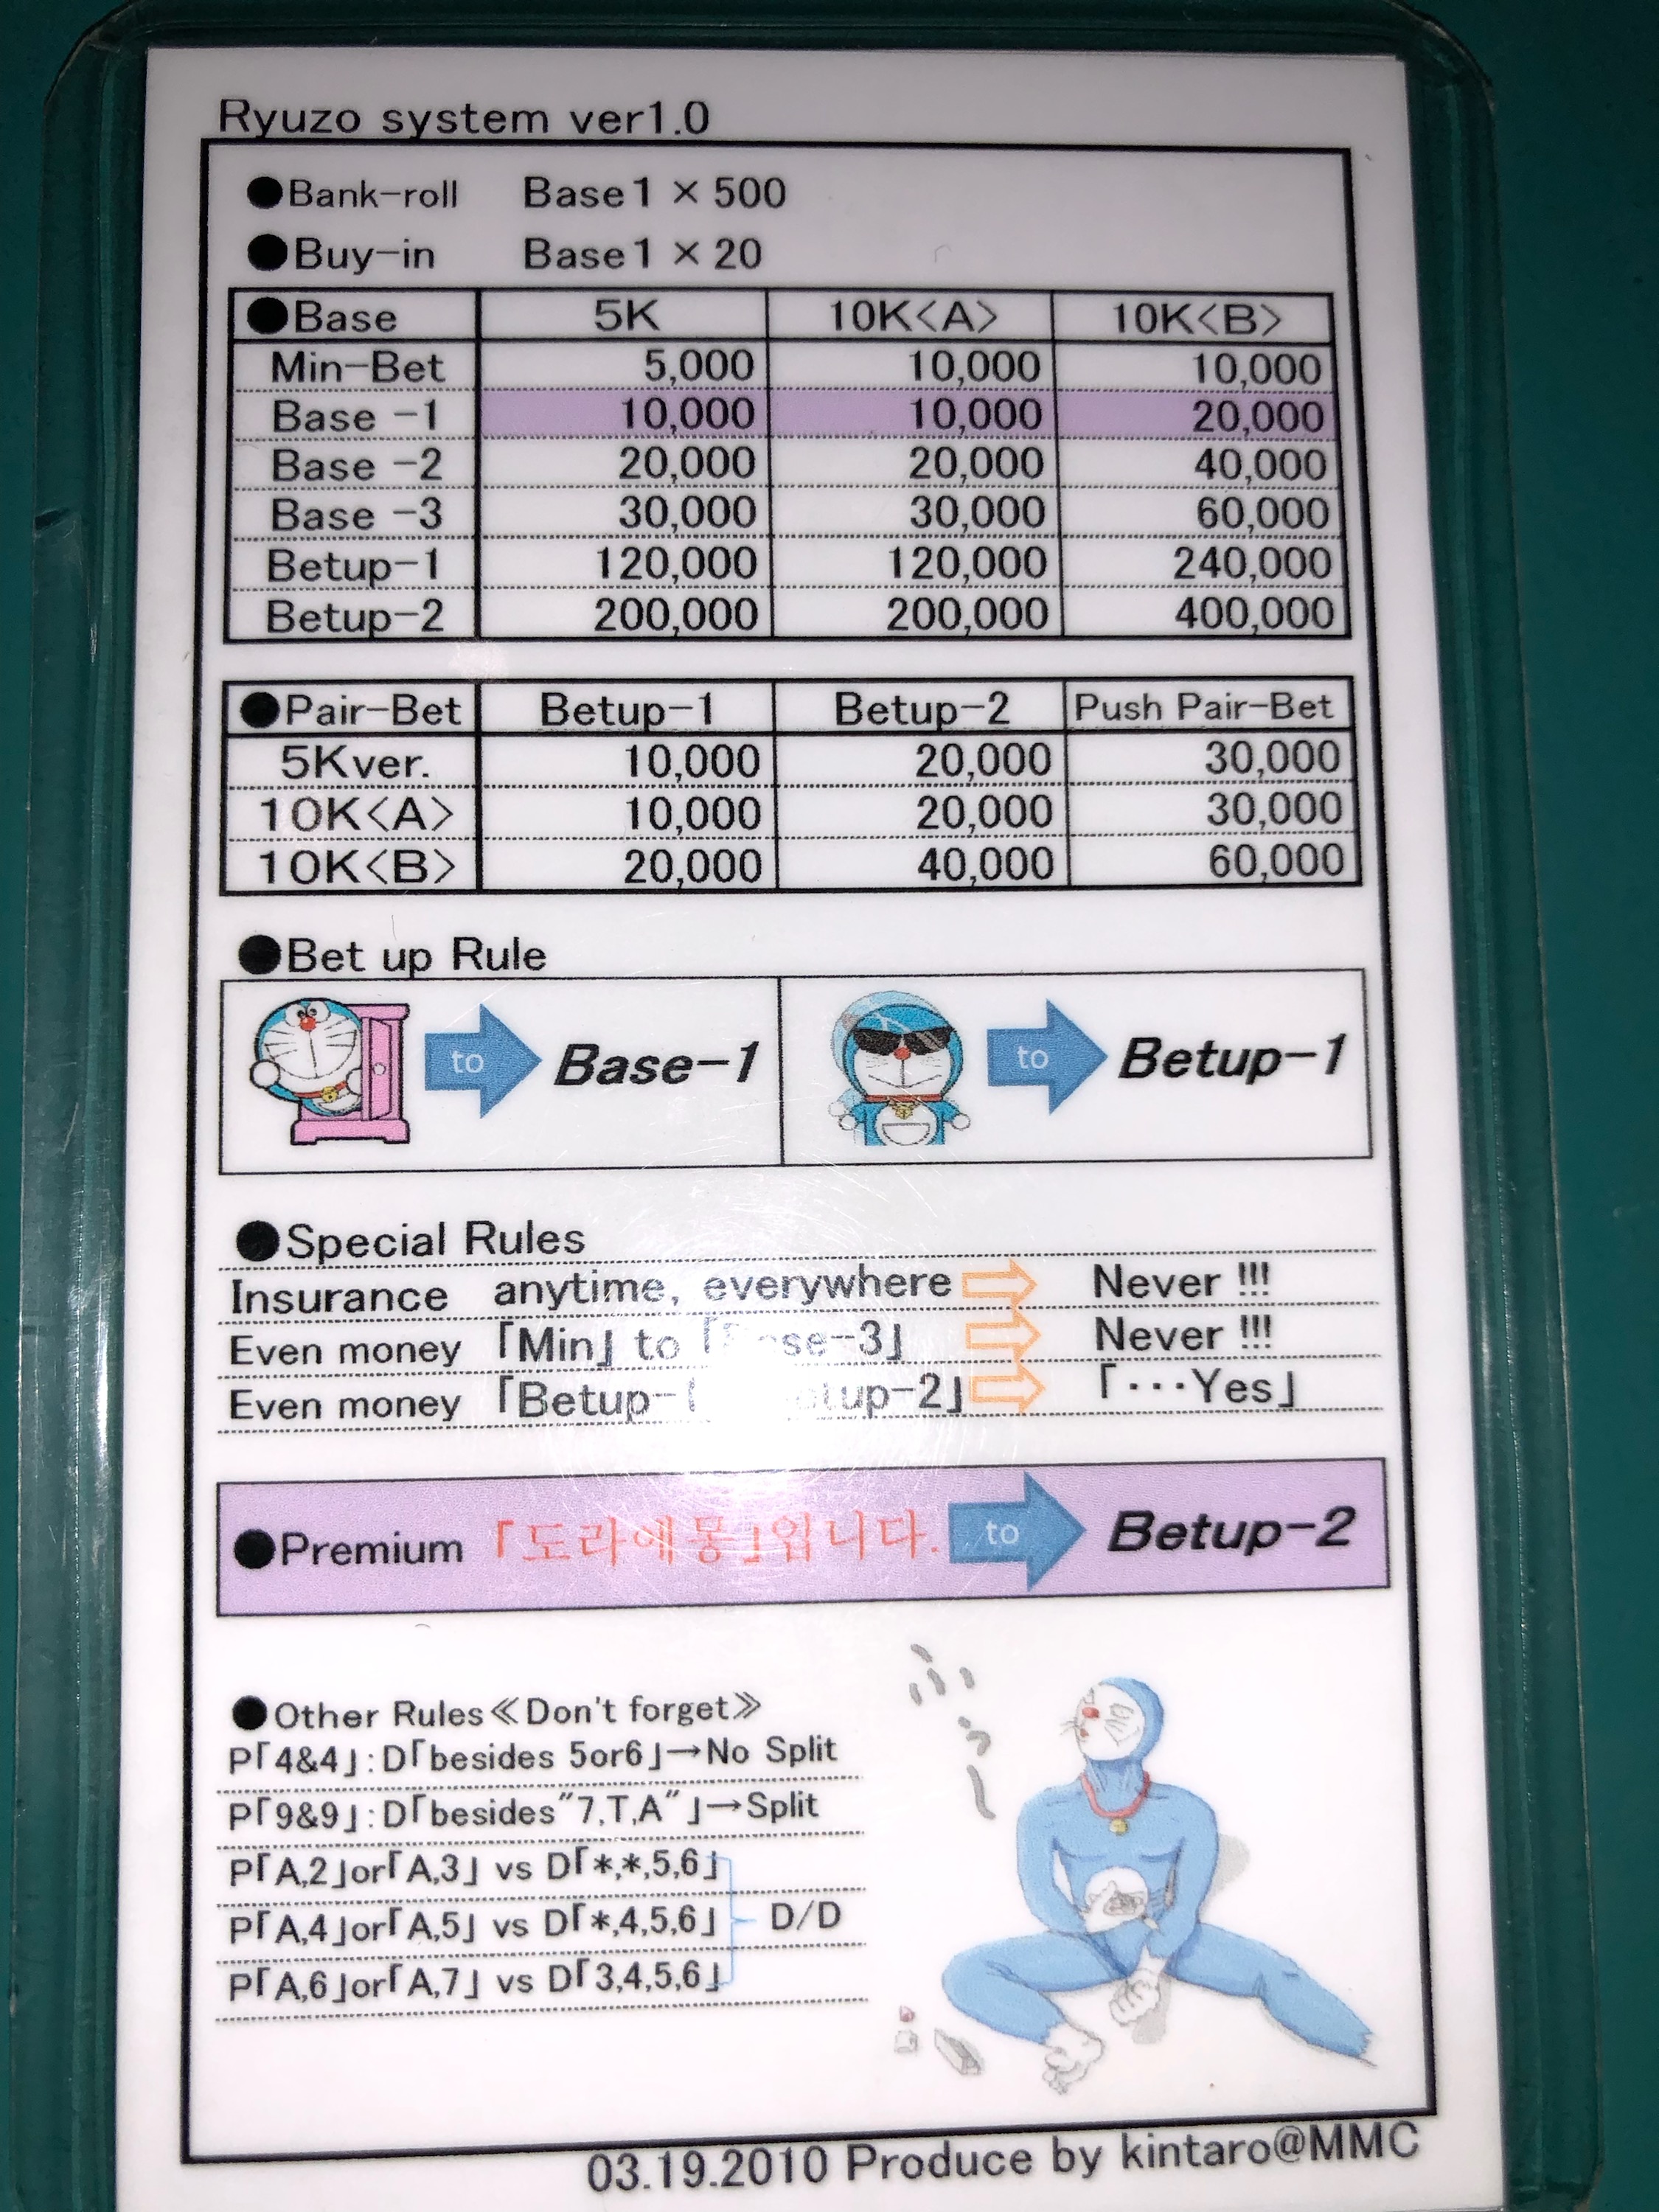 Ryuzo system ver1.0
●Bank-roll Base1 × 500
●Buy-in Base1 × 20
●Base 5K 10K<A> 10K<B>
Min-Bet 5,000 10,000 10,000
Base -1 10,000 10,000 20,000
Base -2 20,000 20,000 40,000
Base -3 30,000 30,000 60,000
Betup-1 120,000 120,000 240,000
Betup-2 200,000 200,000 400,000
●Pair-Bet Betup-1 Betup-2 Push Pair-Bet
5Kver. 10,000 20,000 30,000
10K<A> 10,000 20,000 30,000
10K<B> 20,000 40,000 60,000
●Bet up Rule
to Base-1 to Betup-1
●Special Rules
Insurance anytime, everywhere Never !!!
Even money 「Min」 to 「Base-3」 Never !!!
Even money 「Betup-1 Betup-2」 「･･･Yes」
●Premium 「도라에몽」입니다. to Betup-2
ふぅー
●Other Rules≪Don't forget≫
P「4&4」:D「besides 5or6」→No Split
P「9&9」:D「besides"7,T,A"」→Split
P「A,2」or「A,3」 vs D「*,*,5,6」
P「A,4」or「A,5」 vs D「*,4,5,6」 D/D
P「A,6」or「A,7」 vs D「3,4,5,6」
03.19.2010 Produce by kintaro@MMC